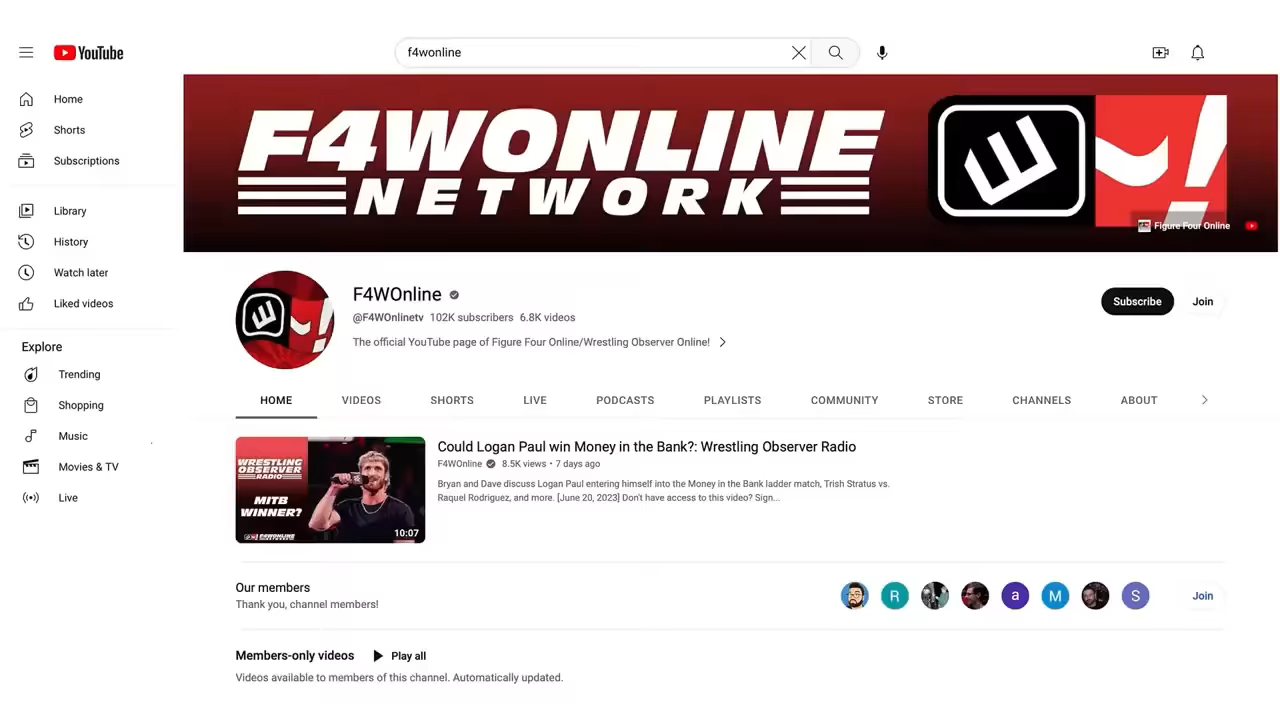 YouTube
f4wonline
Home
Shorts
Subscriptions
Library
History
Watch later
Liked videos
Explore
Trending
Shopping
Music
Movies & TV
Live
F4WONLINE
NETWORK
Figure Four Online
F4WOnline
@F4WOnlinetv 102K subscribers 6.8K videos
The official YouTube page of Figure Four Online/Wrestling Observer Online!
Subscribe
Join
HOME VIDEOS SHORTS LIVE PODCASTS PLAYLISTS COMMUNITY STORE CHANNELS ABOUT
WRESTLING
OBSERVER
RADIO
MITB
WINNER?
F4WONLINE
10:07
Could Logan Paul win Money in the Bank?: Wrestling Observer Radio
F4WOnline 8.5K views • 7 days ago
Bryan and Dave discuss Logan Paul entering himself into the Money in the Bank ladder match, Trish Stratus vs.
Raquel Rodriguez, and more. [June 20, 2023] Don't have access to this video? Sign...
Our members
Thank you, channel members!
R a M S
Join
Members-only videos Play all
Videos available to members of this channel. Automatically updated.